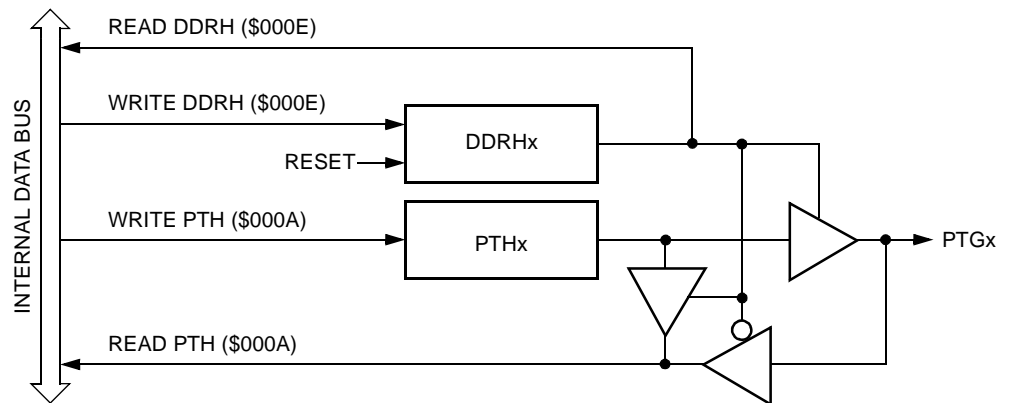 READ DDRH ($000E)
WRITE DDRH ($000E)
DDRHx
RESET
WRITE PTH ($000A)
PTHx
PTGx
READ PTH ($000A)
INTERNAL DATA BUS